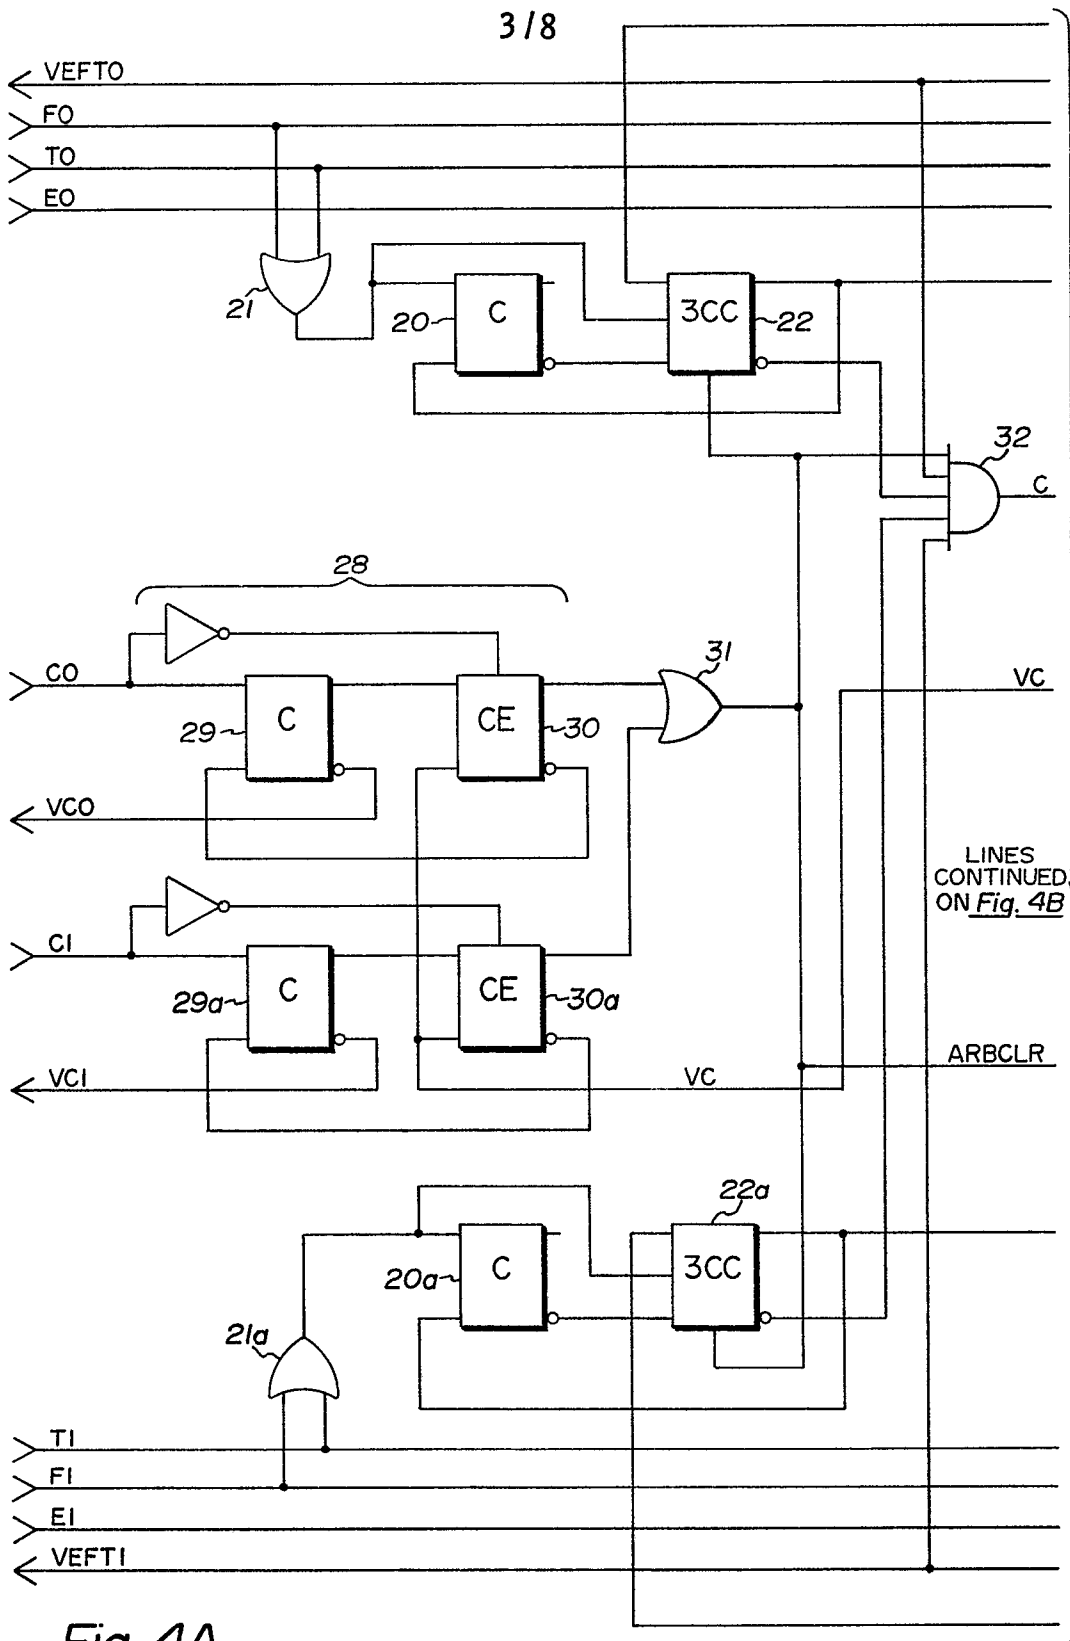 3/8
VEFTO
FO
TO
EO
21
20
C
3CC
22
32
C
28
CO
29
C
CE
30
31
VC
VCO
LINES
CONTINUED
ON Fig. 4B
CI
29a
C
CE
30a
VCI
VC
ARBCLR
22a
20a
C
3CC
21a
TI
FI
EI
VEFTI
Fig. 4A